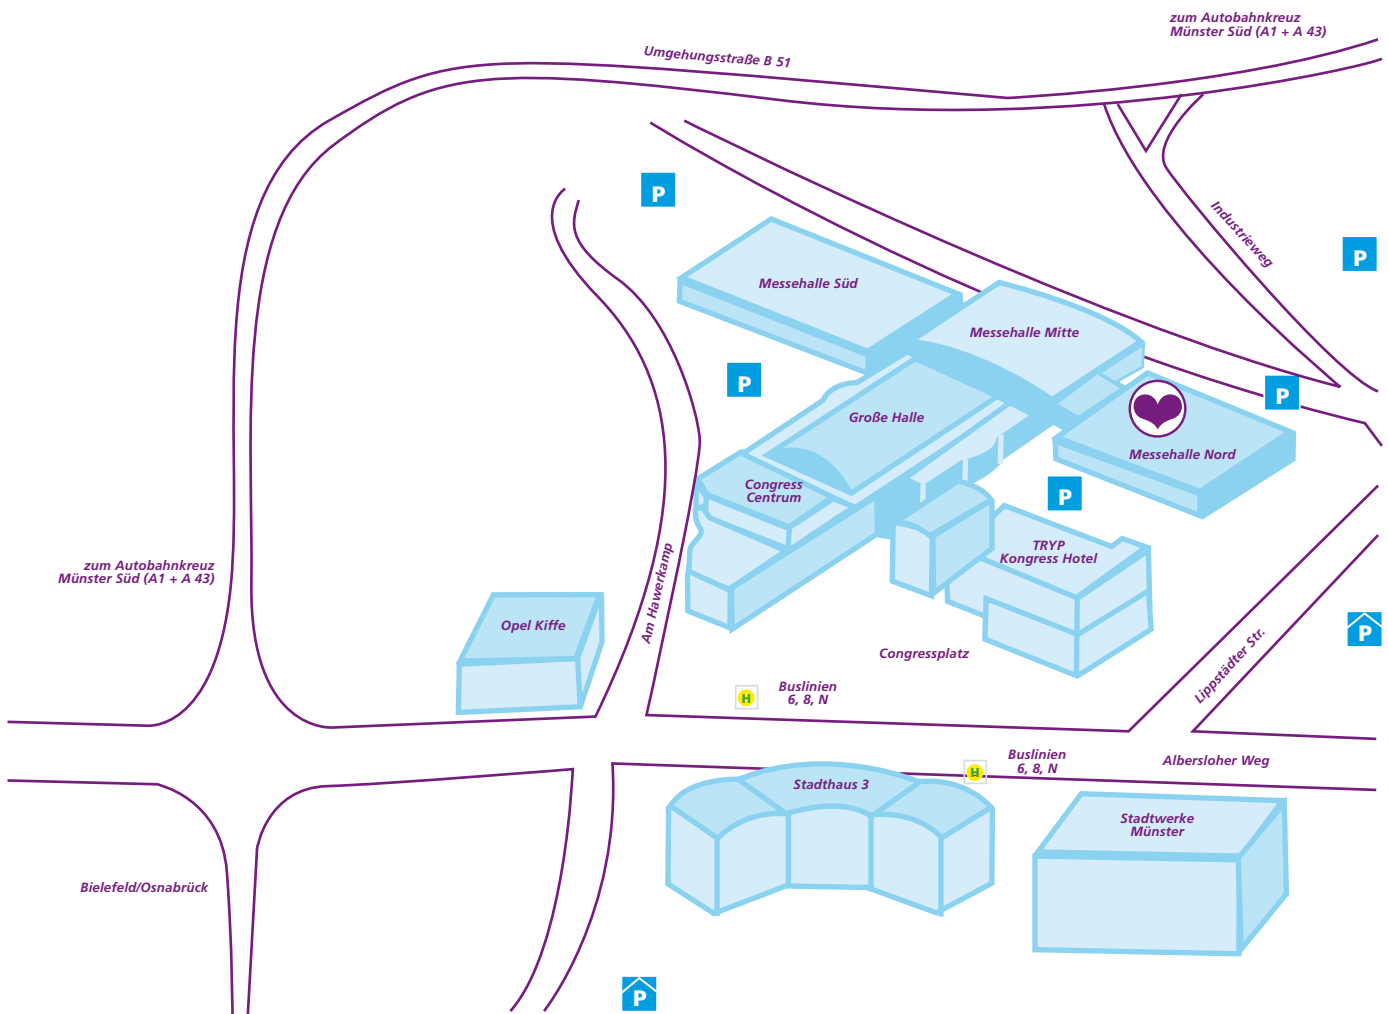 zum Autobahnkreuz
Münster Süd (A1 + A 43)
Umgehungsstraße B 51
P
Industrieweg
P
Messehalle Süd
Messehalle Mitte
P
P
Große Halle
Messehalle Nord
Congress
Centrum
P
TRYP
Kongress Hotel
zum Autobahnkreuz
Münster Süd (A1 + A 43)
Am Hawerkamp
Opel Kiffe
P
Congressplatz
Lippstädter Str.
H
Buslinien
6, 8, N
Buslinien
6, 8, N
H
Albersloher Weg
Stadthaus 3
Stadtwerke
Münster
Bielefeld/Osnabrück
P